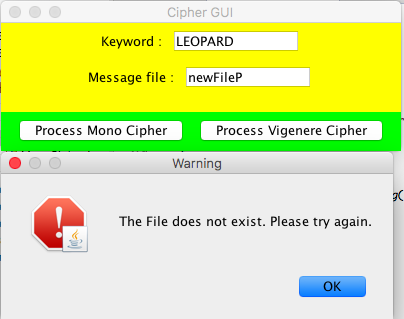 Cipher GUI
Keyword : LEOPARD
Message file : newFileP
Process Mono Cipher Process Vigenere Cipher
Warning
The File does not exist. Please try again.
OK